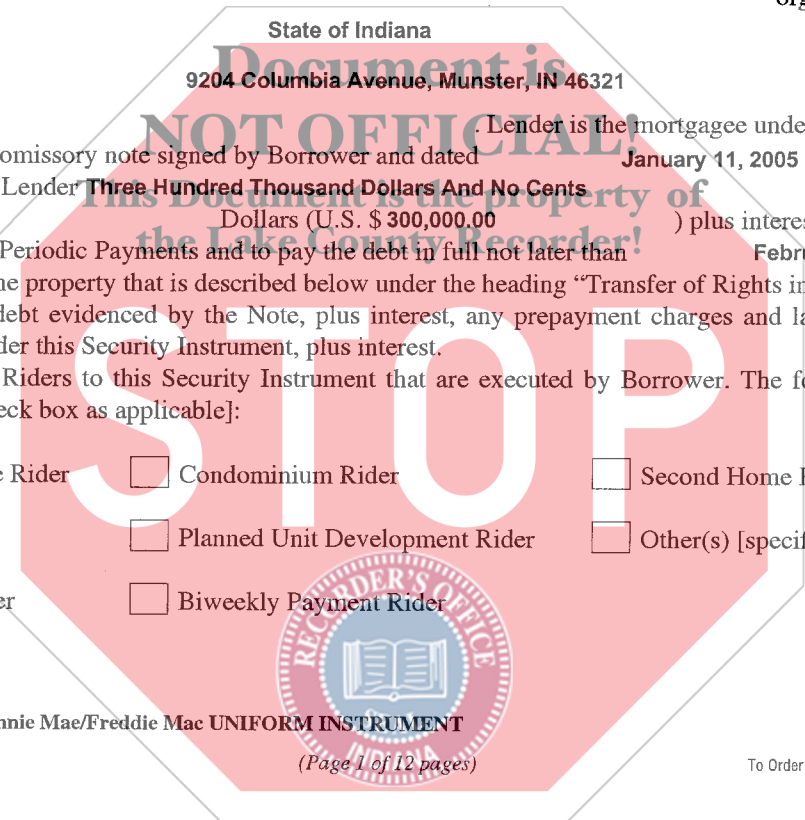 State of Indiana
Document is
9204 Columbia Avenue, Munster, IN 46321
NOT OFFICIAL!
. Lender is the mortgagee unde
omissory note signed by Borrower and dated January 11, 2005
Lender Three Hundred Thousand Dollars And No Cents
This Document is the property of
Dollars (U.S. $ 300,000.00 ) plus interes
the Lake County Recorder!
Periodic Payments and to pay the debt in full not later than Febru
ne property that is described below under the heading “Transfer of Rights in
debt evidenced by the Note, plus interest, any prepayment charges and la
der this Security Instrument, plus interest.
Riders to this Security Instrument that are executed by Borrower. The fo
eck box as applicable]:
STOP
e Rider Condominium Rider Second Home R
Planned Unit Development Rider Other(s) [specif
er Biweekly Payment Rider
RECORDER'S OFFICE
SEAL
INDIANA
nnie Mae/Freddie Mac UNIFORM INSTRUMENT
(Page 1 of 12 pages)
To Order